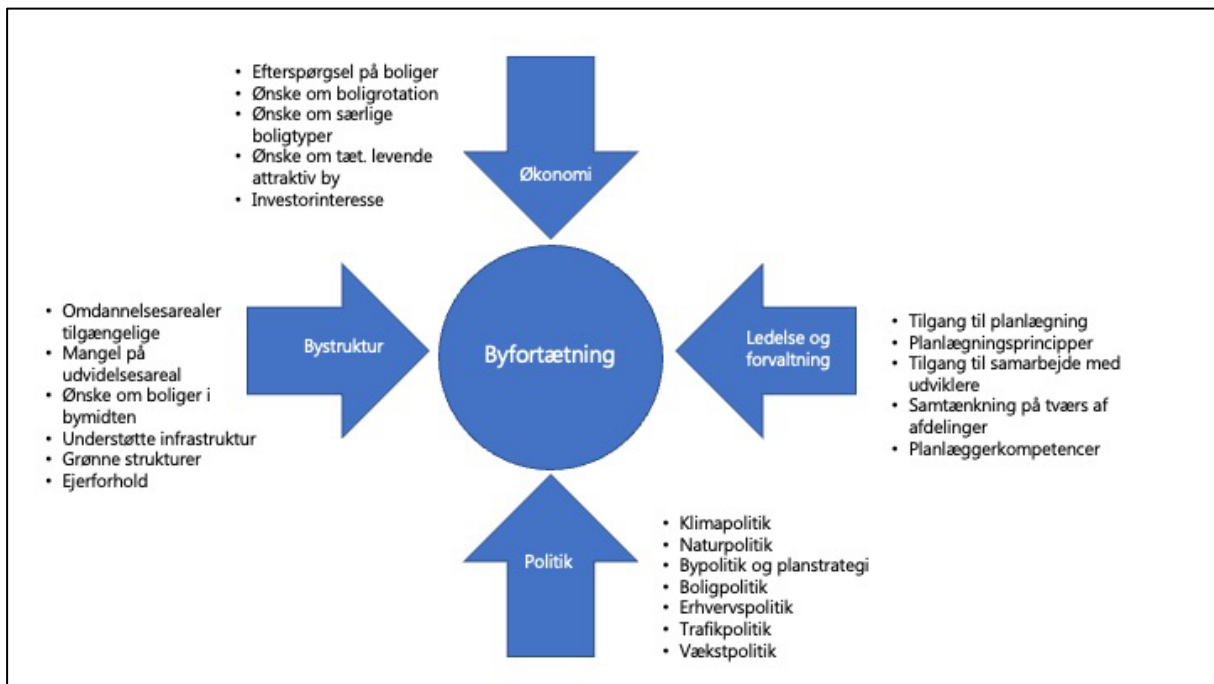 • Efterspørgsel på boliger
• Ønske om boligrotation
• Ønske om særlige
boligtyper
• Ønske om tæt. levende
attraktiv by
• Investorinteresse
Økonomi
• Omdannelsesarealer
tilgængelige
• Mangel på
udvidelsesareal
• Ønske om boliger i
bymidten
• Understøtte infrastruktur
• Grønne strukturer
• Ejerforhold
Bystruktur
Byfortætning
Ledelse og
forvaltning
• Tilgang til planlægning
• Planlægningsprincipper
• Tilgang til samarbejde med
udviklere
• Samtænkning på tværs af
afdelinger
• Planlæggerkompetencer
Politik
• Klimapolitik
• Naturpolitik
• Bypolitik og planstrategi
• Boligpolitik
• Erhvervspolitik
• Trafikpolitik
• Vækstpolitik